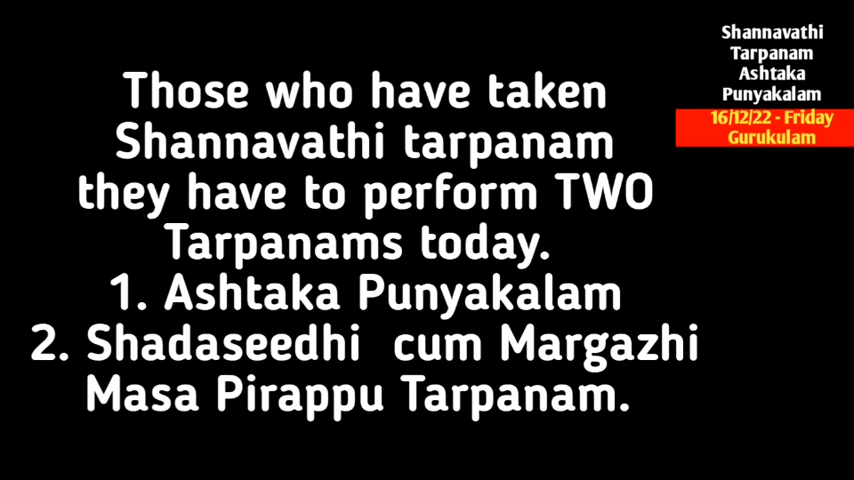 Shannavathi
Tarpanam
Ashtaka
Punyakalam
16/12/22 - Friday
Gurukulam
Those who have taken
Shannavathi tarpanam
they have to perform TWO
Tarpanams today.
1. Ashtaka Punyakalam
2. Shadaseedhi cum Margazhi
Masa Pirappu Tarpanam.